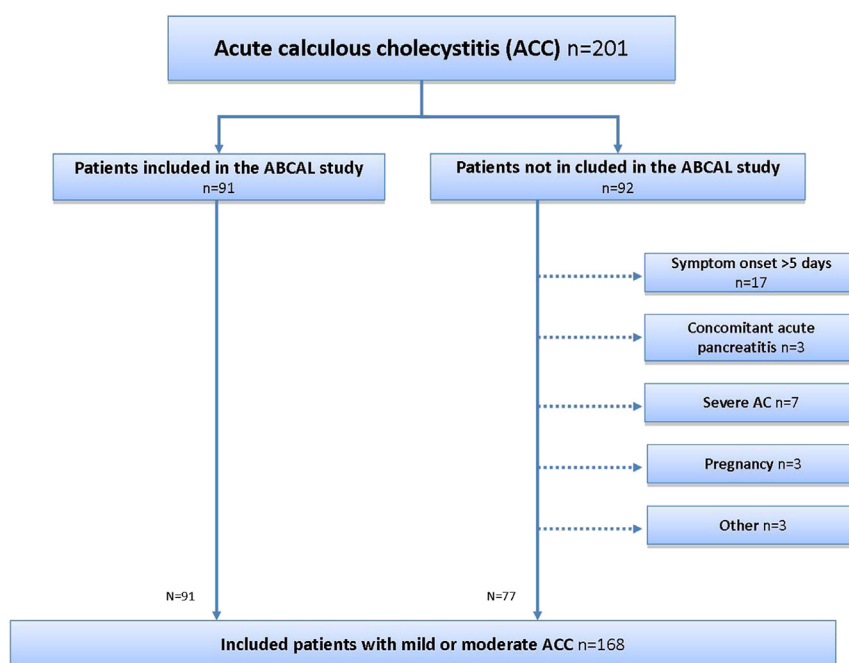 Acute calculous cholecystitis (ACC) n=201
Patients included in the ABCAL study
n=91
Patients not in cluded in the ABCAL study
n=92
Symptom onset >5 days
n=17
Concomitant acute
pancreatitis n=3
Severe AC n=7
Pregnancy n=3
Other n=3
N=91
N=77
Included patients with mild or moderate ACC n=168